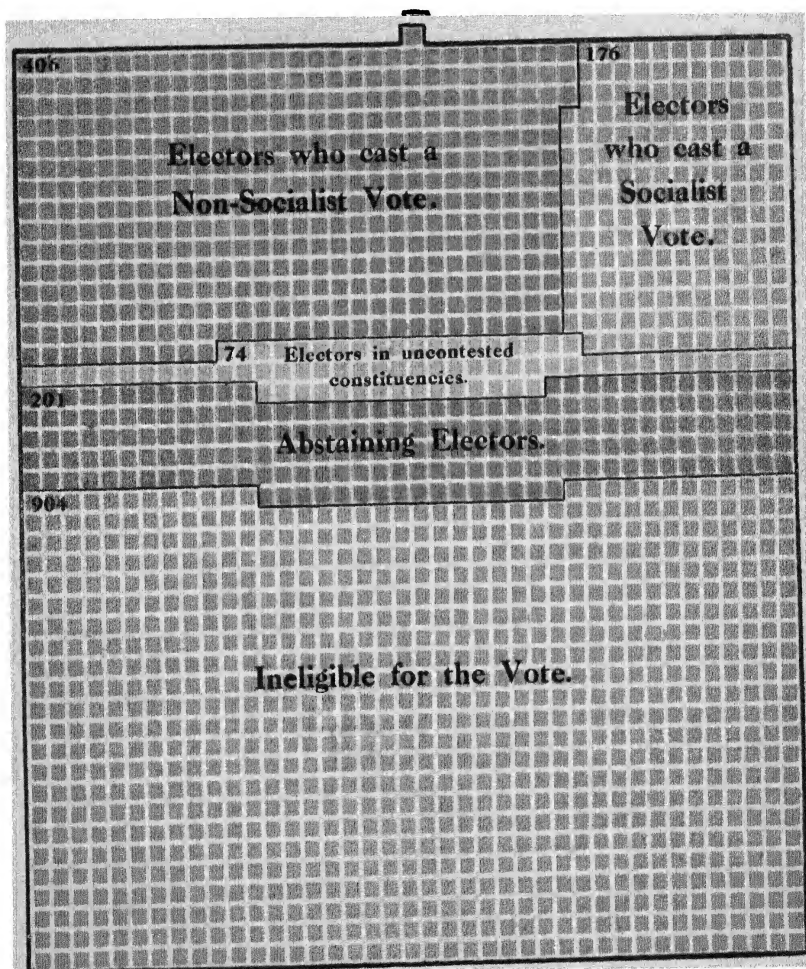 406
Electors who cast a
Non-Socialist Vote.
176
Electors
who cast a
Socialist
Vote.
74
Electors in uncontested
constituencies.
201
Abstaining Electors.
904
Ineligible for the Vote.